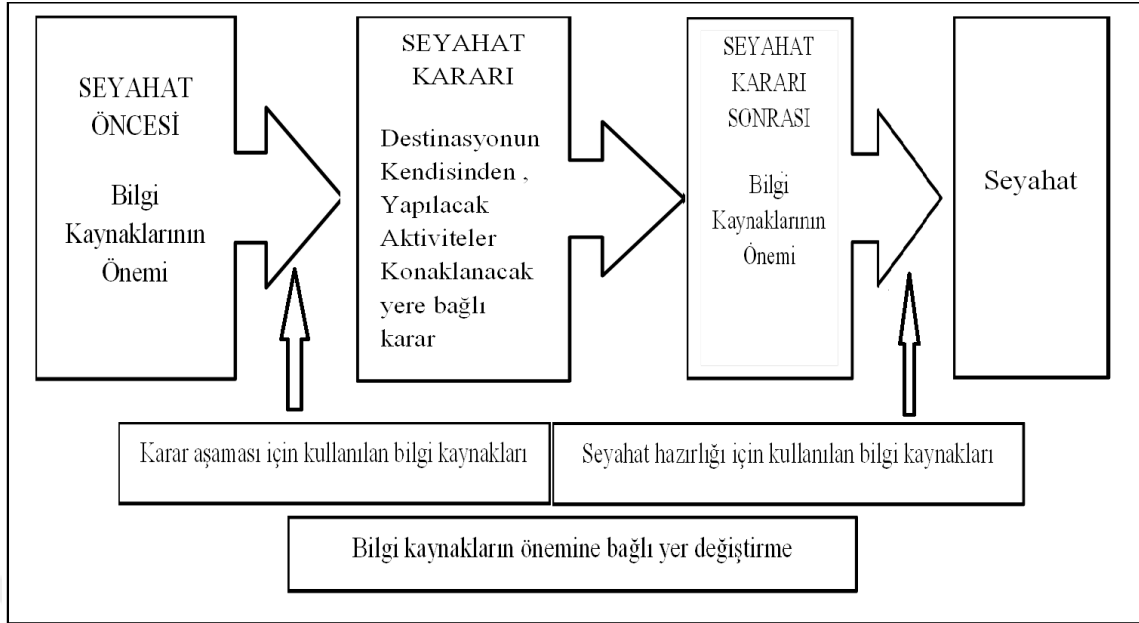 SEYAHAT
ÖNCESİ
Bilgi
Kaynaklarının
Önemi
SEYAHAT
KARARI
Destinasyonun
Kendisinden ,
Yapılacak
Aktiviteler
Konaklanacak
yere bağlı
karar
SEYAHAT
KARARI
SONRASI
Bilgi
Kaynaklarının
Önemi
Seyahat
Karar aşaması için kullanılan bilgi kaynakları
Seyahat hazırlığı için kullanılan bilgi kaynakları
Bilgi kaynakların önemine bağlı yer değiştirme